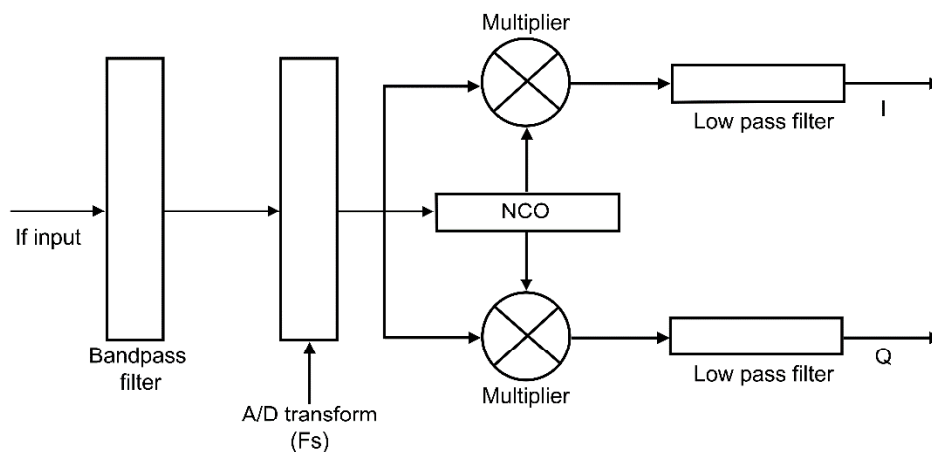 Multiplier
Low pass filter
I
NCO
If input
Bandpass
filter
A/D transform
(Fs)
Multiplier
Low pass filter
Q